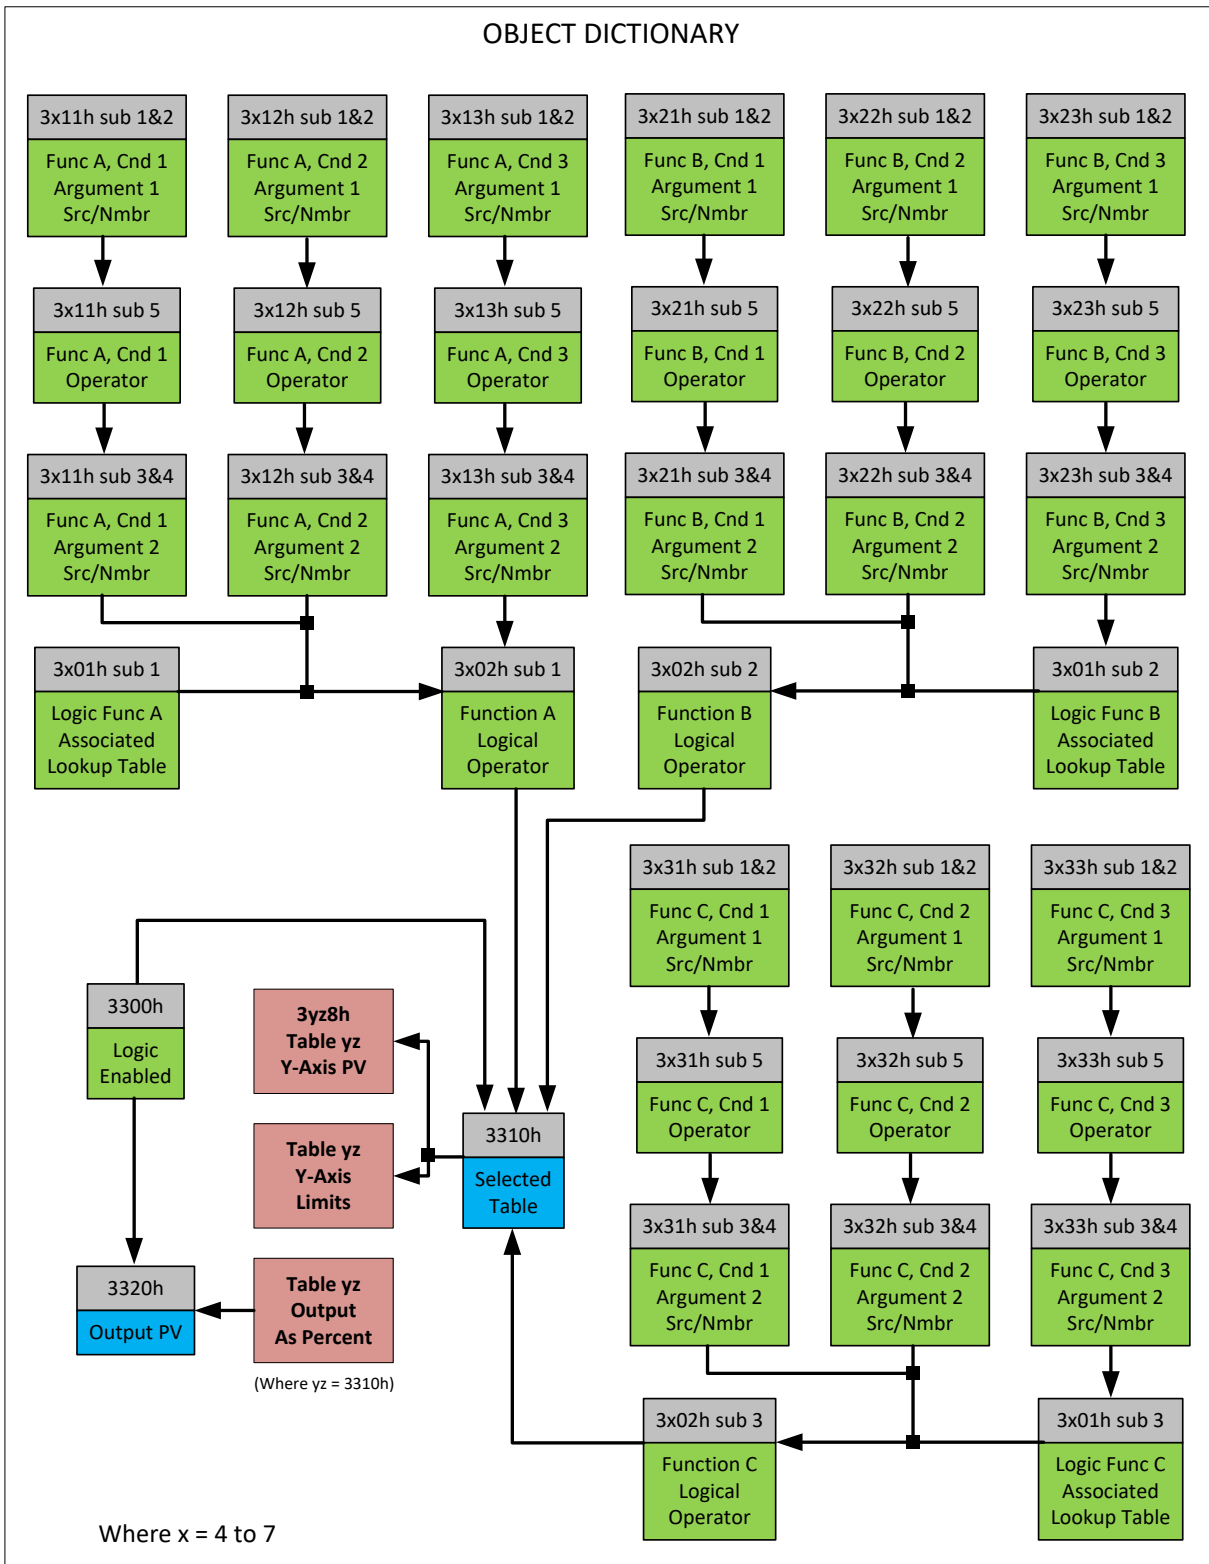 OBJECT DICTIONARY
3x11h sub 1&2
Func A, Cnd 1
Argument 1
Src/Nmbr
3x12h sub 1&2
Func A, Cnd 2
Argument 1
Src/Nmbr
3x13h sub 1&2
Func A, Cnd 3
Argument 1
Src/Nmbr
3x21h sub 1&2
Func B, Cnd 1
Argument 1
Src/Nmbr
3x22h sub 1&2
Func B, Cnd 2
Argument 1
Src/Nmbr
3x23h sub 1&2
Func B, Cnd 3
Argument 1
Src/Nmbr
3x11h sub 5
Func A, Cnd 1
Operator
3x12h sub 5
Func A, Cnd 2
Operator
3x13h sub 5
Func A, Cnd 3
Operator
3x21h sub 5
Func B, Cnd 1
Operator
3x22h sub 5
Func B, Cnd 2
Operator
3x23h sub 5
Func B, Cnd 3
Operator
3x11h sub 3&4
Func A, Cnd 1
Argument 2
Src/Nmbr
3x12h sub 3&4
Func A, Cnd 2
Argument 2
Src/Nmbr
3x13h sub 3&4
Func A, Cnd 3
Argument 2
Src/Nmbr
3x21h sub 3&4
Func B, Cnd 1
Argument 2
Src/Nmbr
3x22h sub 3&4
Func B, Cnd 2
Argument 2
Src/Nmbr
3x23h sub 3&4
Func B, Cnd 3
Argument 2
Src/Nmbr
3x01h sub 1
Logic Func A
Associated
Lookup Table
3x02h sub 1
Function A
Logical
Operator
3x02h sub 2
Function B
Logical
Operator
3x01h sub 2
Logic Func B
Associated
Lookup Table
3x31h sub 1&2
Func C, Cnd 1
Argument 1
Src/Nmbr
3x32h sub 1&2
Func C, Cnd 2
Argument 1
Src/Nmbr
3x33h sub 1&2
Func C, Cnd 3
Argument 1
Src/Nmbr
3300h
Logic
Enabled
3yz8h
Table yz
Y-Axis PV
3x31h sub 5
Func C, Cnd 1
Operator
3x32h sub 5
Func C, Cnd 2
Operator
3x33h sub 5
Func C, Cnd 3
Operator
Table yz
Y-Axis
Limits
3310h
Selected
Table
3x31h sub 3&4
Func C, Cnd 1
Argument 2
Src/Nmbr
3x32h sub 3&4
Func C, Cnd 2
Argument 2
Src/Nmbr
3x33h sub 3&4
Func C, Cnd 3
Argument 2
Src/Nmbr
3320h
Output PV
Table yz
Output
As Percent
(Where yz = 3310h)
3x02h sub 3
Function C
Logical
Operator
3x01h sub 3
Logic Func C
Associated
Lookup Table
Where x = 4 to 7